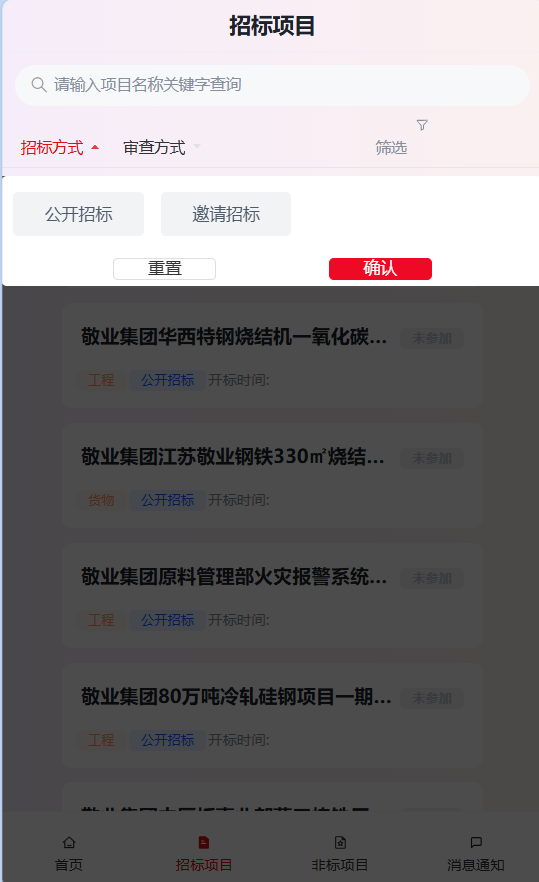 招标项目
请输入项目名称关键字查询
招标方式 审查方式 筛选
公开招标 邀请招标
重置 确认
敬业集团华西特钢烧结机一氧化碳... 未参加
工程 公开招标 开标时间:
敬业集团江苏敬业钢铁330㎡烧结... 未参加
货物 公开招标 开标时间:
敬业集团原料管理部火灾报警系统... 未参加
工程 公开招标 开标时间:
敬业集团80万吨冷轧硅钢项目一期... 未参加
工程 公开招标 开标时间:
首页 招标项目 非标项目 消息通知